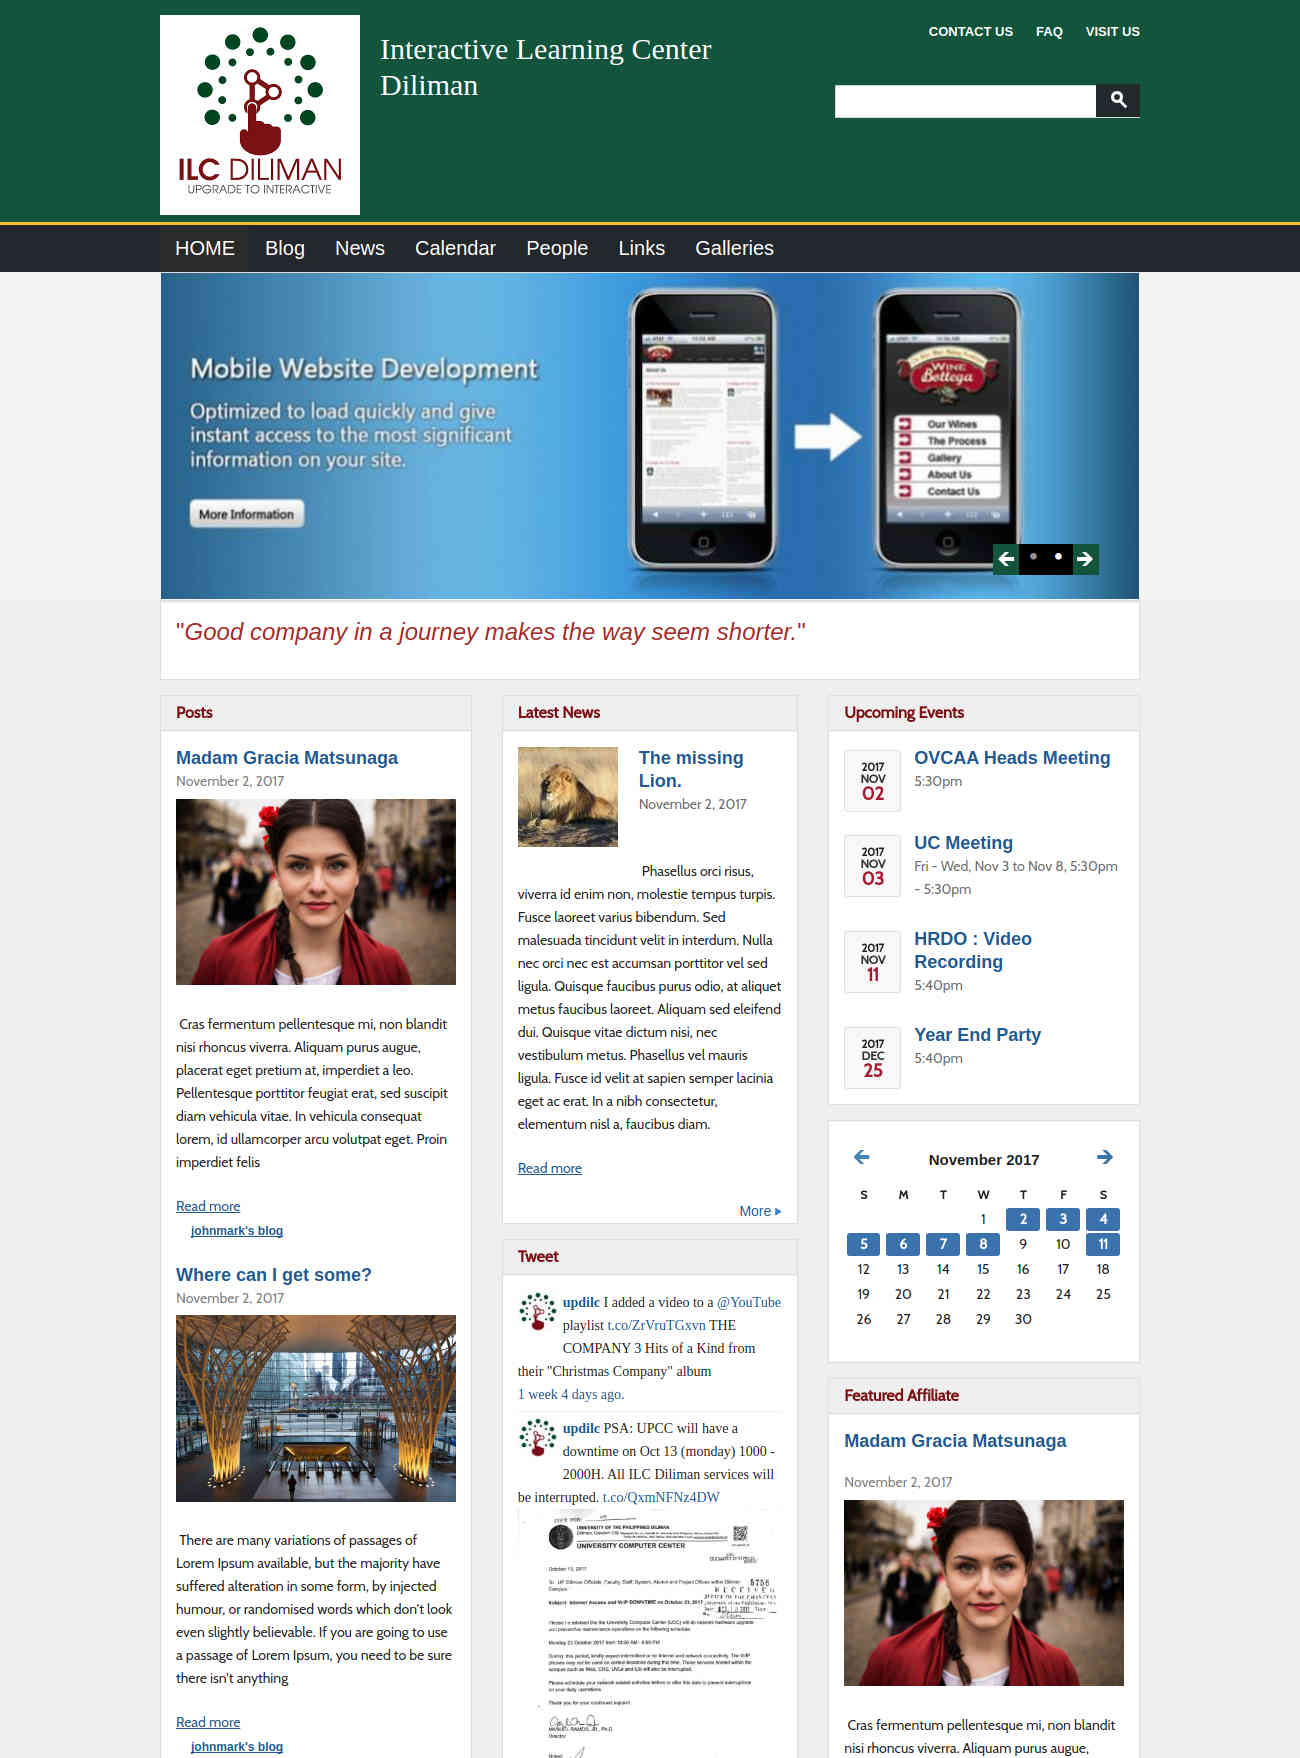 ILC DILIMAN
UPGRADE TO INTERACTIVE
Interactive Learning Center
Diliman
CONTACT US FAQ VISIT US
HOME Blog News Calendar People Links Galleries
Mobile Website Development
Optimized to load quickly and give
instant access to the most significant
information on your site.
More Information
About Us
WINE
Bottega
Our Wines
The Process
Gallery
About Us
Contact Us
"Good company in a journey makes the way seem shorter."
Posts
Madam Gracia Matsunaga
November 2, 2017
Cras fermentum pellentesque mi, non blandit
nisi rhoncus viverra. Aliquam purus augue,
placerat eget pretium at, imperdiet a leo.
Pellentesque porttitor feugiat erat, sed suscipit
diam vehicula vitae. In vehicula consequat
lorem, id ullamcorper arcu volutpat eget. Proin
imperdiet felis
Read more
johnmark's blog
Where can I get some?
November 2, 2017
There are many variations of passages of
Lorem Ipsum available, but the majority have
suffered alteration in some form, by injected
humour, or randomised words which don't look
even slightly believable. If you are going to use
a passage of Lorem Ipsum, you need to be sure
there isn't anything
Read more
johnmark's blog
Latest News
The missing
Lion.
November 2, 2017
Phasellus orci risus,
viverra id enim non, molestie tempus turpis.
Fusce laoreet varius bibendum. Sed
malesuada tincidunt velit in interdum. Nulla
nec orci nec est accumsan porttitor vel sed
ligula. Quisque faucibus purus odio, at aliquet
metus faucibus laoreet. Aliquam sed eleifend
dui. Quisque vitae dictum nisi, nec
vestibulum metus. Phasellus vel mauris
ligula. Fusce id velit at sapien semper lacinia
eget ac erat. In a nibh consectetur,
elementum nisl a, faucibus diam.
Read more
More
Tweet
updilc I added a video to a @YouTube
playlist t.co/ZrVruTGxvn THE
COMPANY 3 Hits of a Kind from
their "Christmas Company" album
1 week 4 days ago.
updilc PSA: UPCC will have a
downtime on Oct 13 (monday) 1000 -
2000H. All ILC Diliman services will
be interrupted. t.co/QxmNFNz4DW
UNIVERSITY OF THE PHILIPPINES DILIMAN
UNIVERSITY COMPUTER CENTER
Upcoming Events
2017
NOV
02
OVCAA Heads Meeting
5:30pm
2017
NOV
03
UC Meeting
Fri - Wed, Nov 3 to Nov 8, 5:30pm
- 5:30pm
2017
NOV
11
HRDO : Video
Recording
5:40pm
2017
DEC
25
Year End Party
5:40pm
November 2017
S M T W T F S
1 2 3 4
5 6 7 8 9 10 11
12 13 14 15 16 17 18
19 20 21 22 23 24 25
26 27 28 29 30
Featured Affiliate
Madam Gracia Matsunaga
November 2, 2017
Cras fermentum pellentesque mi, non blandit
nisi rhoncus viverra. Aliquam purus augue,